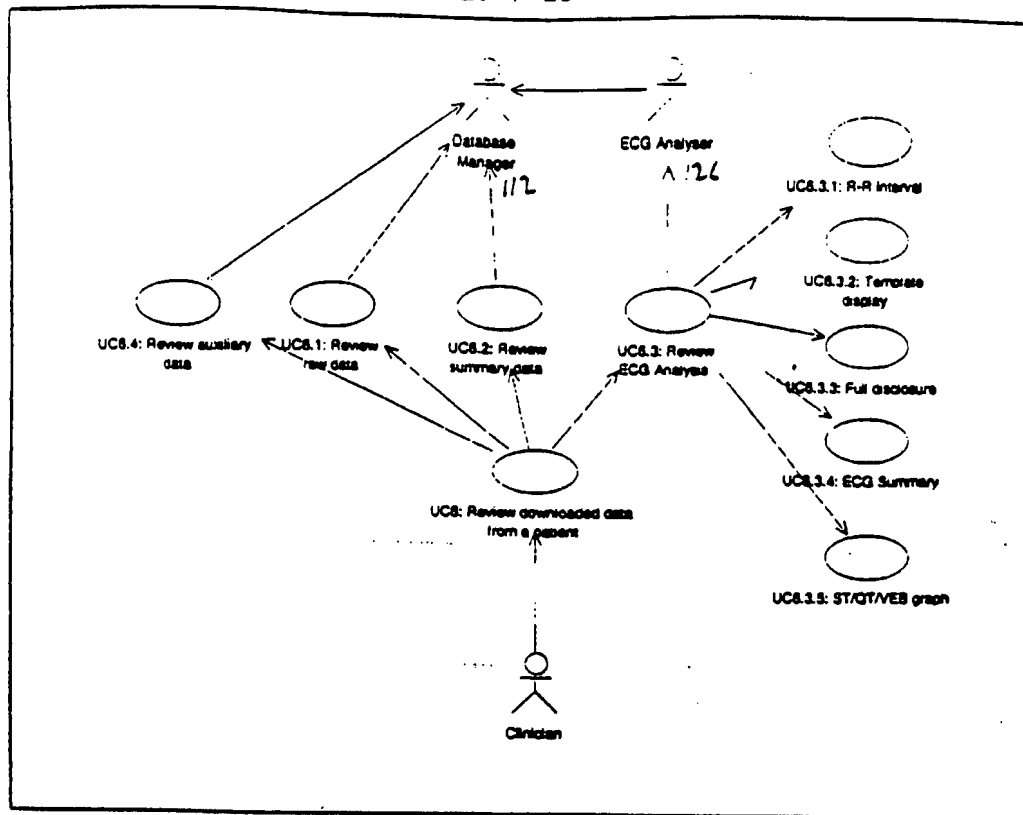 Database
Manager
ECG Analyser
112
126
UC6.3.1: R-R interval
UC6.3.2: Template
display
UC6.4: Review auxiliary
data
UC6.1: Review
raw data
UC6.2: Review
summary data
UC6.3: Review
ECG Analysis
UC6.3.3: Full disclosure
UC6.3.4: ECG Summary
UC6: Review downloaded data
from a patient
UC6.3.5: ST/QT/VEB graph
Clinician